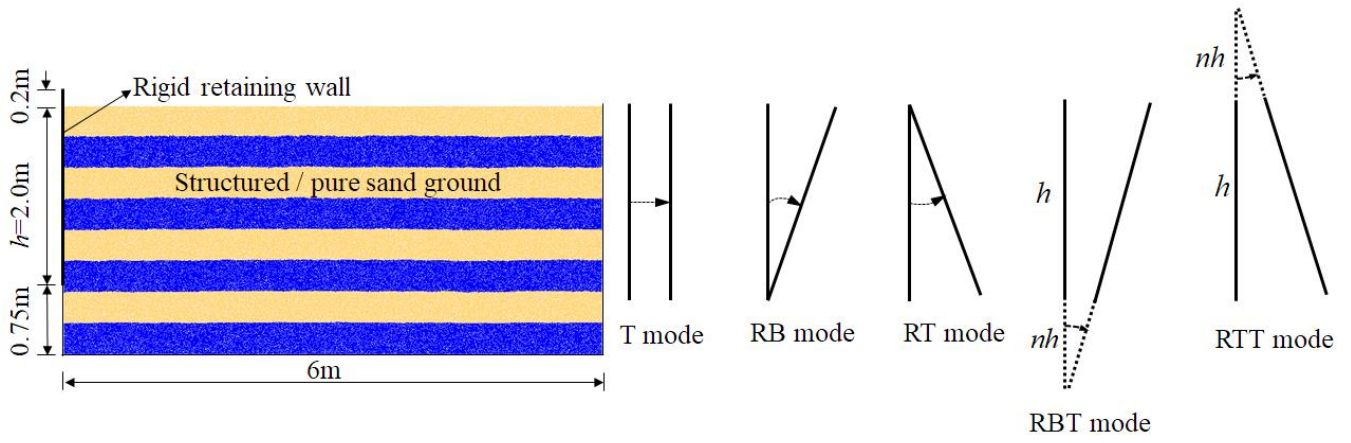 0.2m
Rigid retaining wall
h=2.0m
Structured / pure sand ground
0.75m
6m
T mode
RB mode
RT mode
h
nh
RBT mode
nh
h
RTT mode